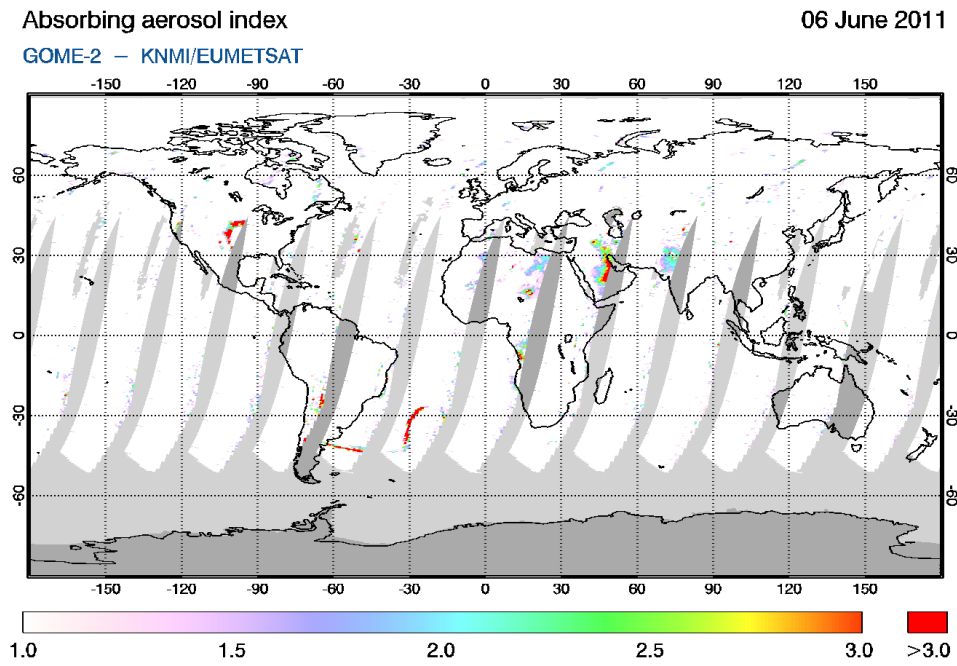 Absorbing aerosol index
06 June 2011
GOME-2 − KNMI/EUMETSAT
-150 -120 -90 -60 -30 0 30 60 90 120 150
60 60
30 30
0 0
-30 -30
-60 -60
-150 -120 -90 -60 -30 0 30 60 90 120 150
1.0 1.5 2.0 2.5 3.0 >3.0